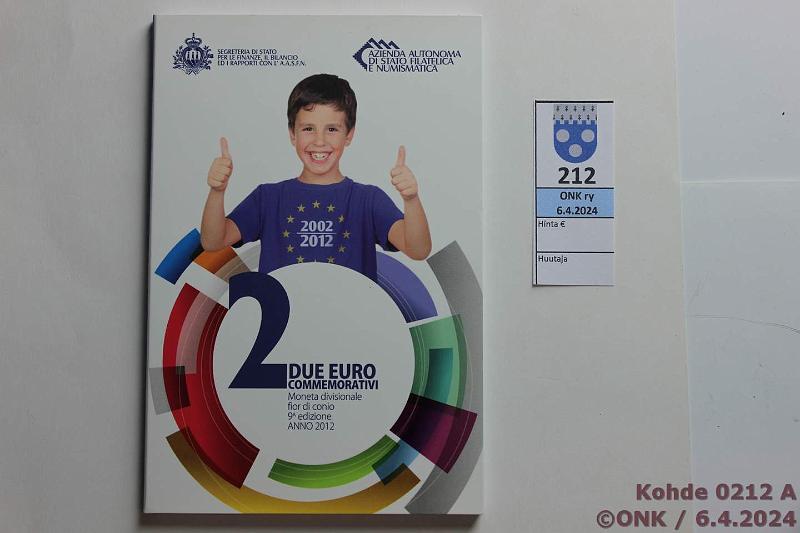 SEGRETERIA DI STATO
PER LE FINANZE, IL BILANCIO
ED I RAPPORTI CON L'A.A.S.F.N.
AZIENDA AUTONOMA
DI STATO FILATELICA
E NUMISMATICA
2002
2012
2
DUE EURO
COMMEMORATIVI
Moneta divisionale
fior di conio
9ª edizione
ANNO 2012
212
ONK ry
6.4.2024
Hinta €
Huutaja
Kohde 0212 A
©ONK / 6.4.2024